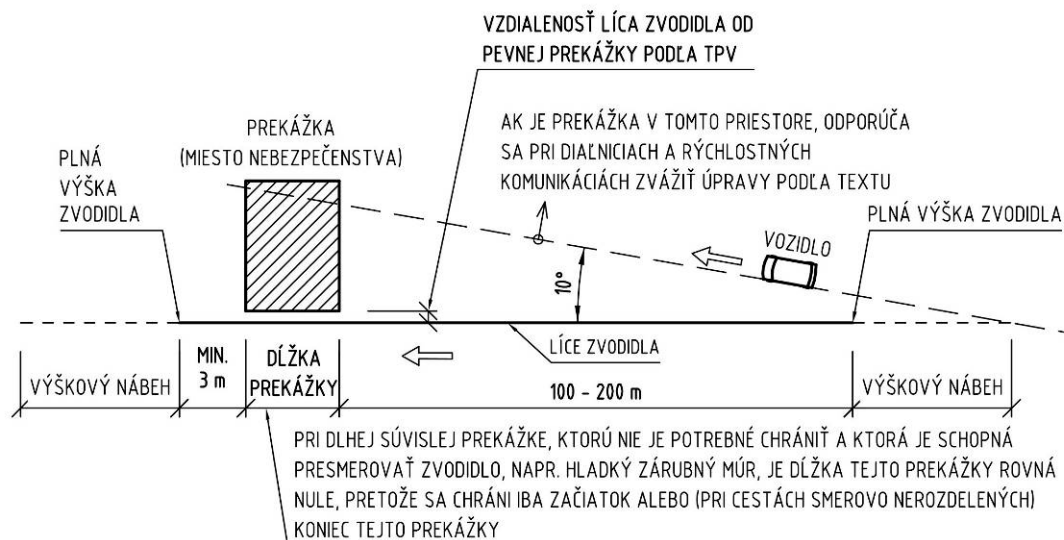 VZDIALENOSŤ LÍCA ZVODIDLA OD
PEVNEJ PREKÁŽKY PODĽA TPV
PREKÁŽKA
(MIESTO NEBEZPEČENSTVA)
AK JE PREKÁŽKA V TOMTO PRIESTORE, ODPORÚČA
SA PRI DIAĽNICIACH A RÝCHLOSTNÝCH
KOMUNIKÁCIÁCH ZVÁŽIŤ ÚPRAVY PODĽA TEXTU
PLNÁ
VÝŠKA
ZVODIDLA
PLNÁ VÝŠKA ZVODIDLA
VOZIDLO
10°
LÍCE ZVODIDLA
VÝŠKOVÝ NÁBEH
MIN.
3 m
DĹŽKA
PREKÁŽKY
100 – 200 m
VÝŠKOVÝ NÁBEH
PRI DLHEJ SÚVISLEJ PREKÁŽKE, KTORÚ NIE JE POTREBNÉ CHRÁNIŤ A KTORÁ JE SCHOPNÁ
PRESMEROVAŤ ZVODIDLO, NAPR. HLADKÝ ZÁRUBNÝ MÚR, JE DĹŽKA TEJTO PREKÁŽKY ROVNÁ
NULE, PRETOŽE SA CHRÁNI IBA ZAČIATOK ALEBO (PRI CESTÁCH SMEROVO NEROZDELENÝCH)
KONIEC TEJTO PREKÁŽKY